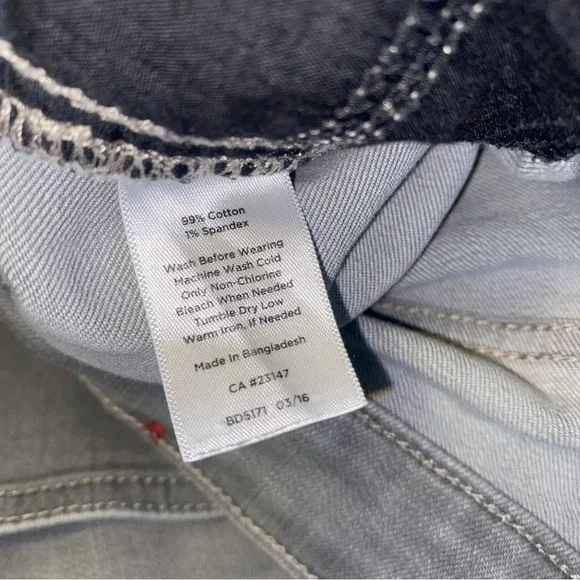 99% Cotton
1% Spandex
Wash Before Wearing
Machine Wash Cold
Only Non-Chlorine
Bleach When Needed
Tumble Dry Low
Warm Iron, If Needed
Made in Bangladesh
CA #23147
BD5171 03/16